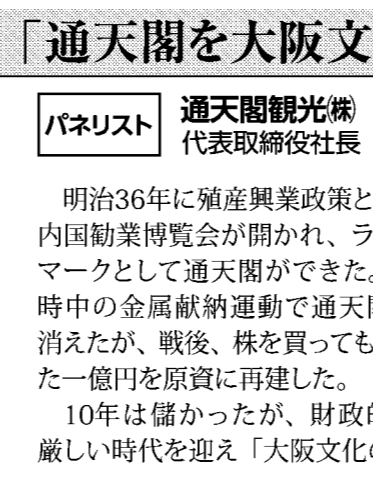 「通天閣を大阪文
パネリスト
通天閣観光㈱
代表取締役社長
明治36年に殖産興業政策と
内国勧業博覧会が開かれ、ラ
マークとして通天閣ができた。
時中の金属献納運動で通天
消えたが、戦後、株を買っても
た一億円を原資に再建した。
10年は儲かったが、財政
厳しい時代を迎え「大阪文化